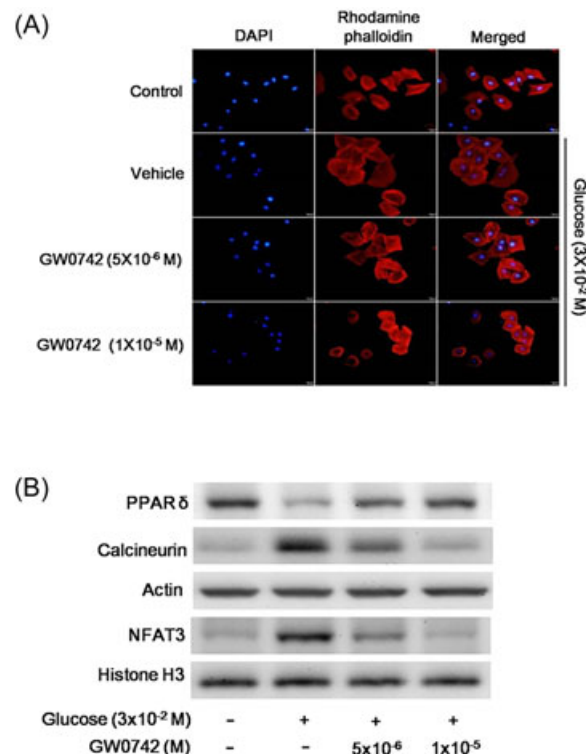 (A)
DAPI
Rhodamine
phalloidin
Merged
Control
Vehicle
GW0742 (5X10⁻⁶ M)
GW0742 (1X10⁻⁵ M)
Glucose (3X10⁻² M)
(B)
PPAR δ
Calcineurin
Actin
NFAT3
Histone H3
Glucose (3x10⁻² M) – + + +
GW0742 (M) – – 5x10⁻⁶ 1x10⁻⁵